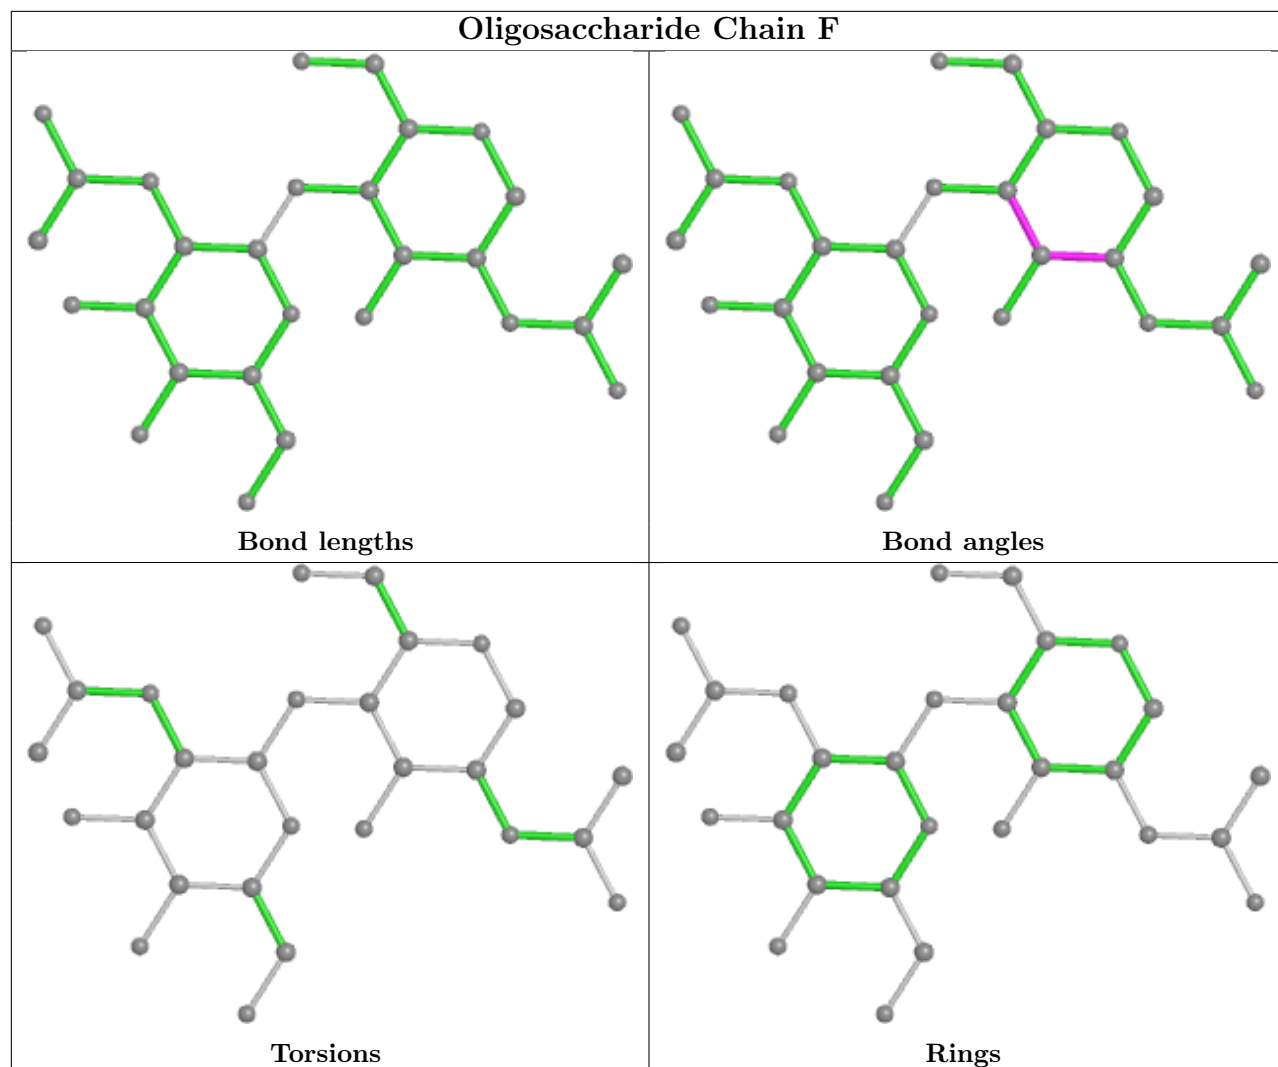 Oligosaccharide Chain F
Bond lengths
Bond angles
Torsions
Rings